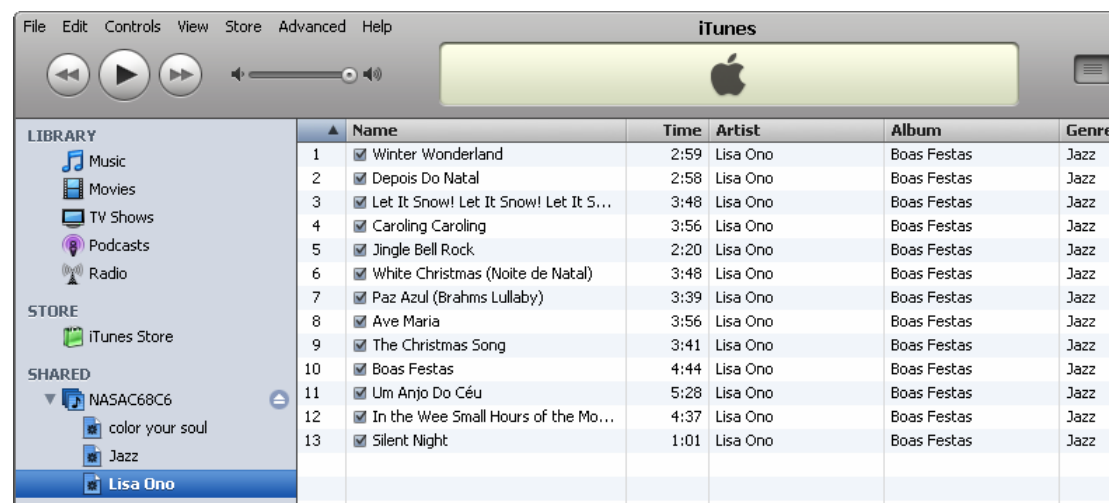 File Edit Controls View Store Advanced Help
iTunes
LIBRARY
Music
Movies
TV Shows
Podcasts
Radio
STORE
iTunes Store
SHARED
NASAC68C6
color your soul
Jazz
Lisa Ono
Name Time Artist Album Genre
1 Winter Wonderland 2:59 Lisa Ono Boas Festas Jazz
2 Depois Do Natal 2:58 Lisa Ono Boas Festas Jazz
3 Let It Snow! Let It Snow! Let It S... 3:48 Lisa Ono Boas Festas Jazz
4 Caroling Caroling 3:56 Lisa Ono Boas Festas Jazz
5 Jingle Bell Rock 2:20 Lisa Ono Boas Festas Jazz
6 White Christmas (Noite de Natal) 3:48 Lisa Ono Boas Festas Jazz
7 Paz Azul (Brahms Lullaby) 3:39 Lisa Ono Boas Festas Jazz
8 Ave Maria 3:56 Lisa Ono Boas Festas Jazz
9 The Christmas Song 3:41 Lisa Ono Boas Festas Jazz
10 Boas Festas 4:44 Lisa Ono Boas Festas Jazz
11 Um Anjo Do Céu 5:28 Lisa Ono Boas Festas Jazz
12 In the Wee Small Hours of the Mo... 4:37 Lisa Ono Boas Festas Jazz
13 Silent Night 1:01 Lisa Ono Boas Festas Jazz